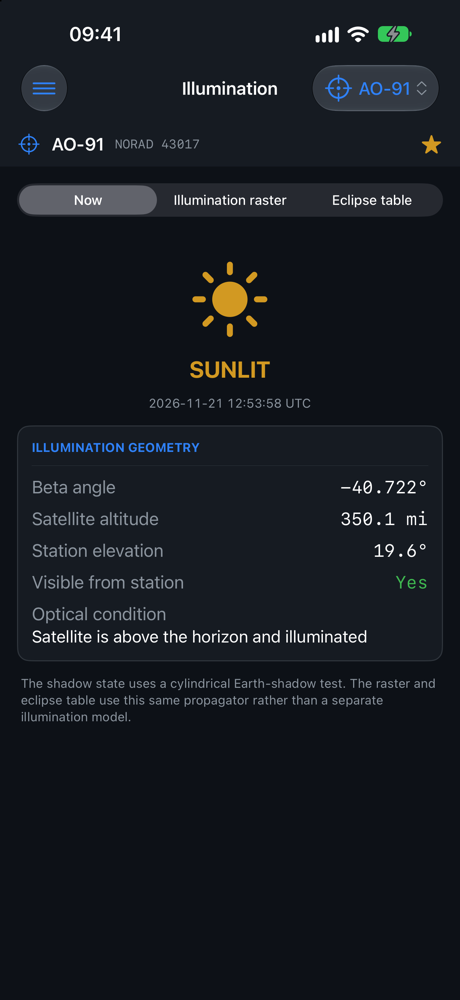 09:41
Illumination
AO-91
AO-91 NORAD 43017
Now Illumination raster Eclipse table
SUNLIT
2026-11-21 12:53:58 UTC
ILLUMINATION GEOMETRY
Beta angle −40.722°
Satellite altitude 350.1 mi
Station elevation 19.6°
Visible from station Yes
Optical condition
Satellite is above the horizon and illuminated
The shadow state uses a cylindrical Earth-shadow test. The raster and
eclipse table use this same propagator rather than a separate
illumination model.